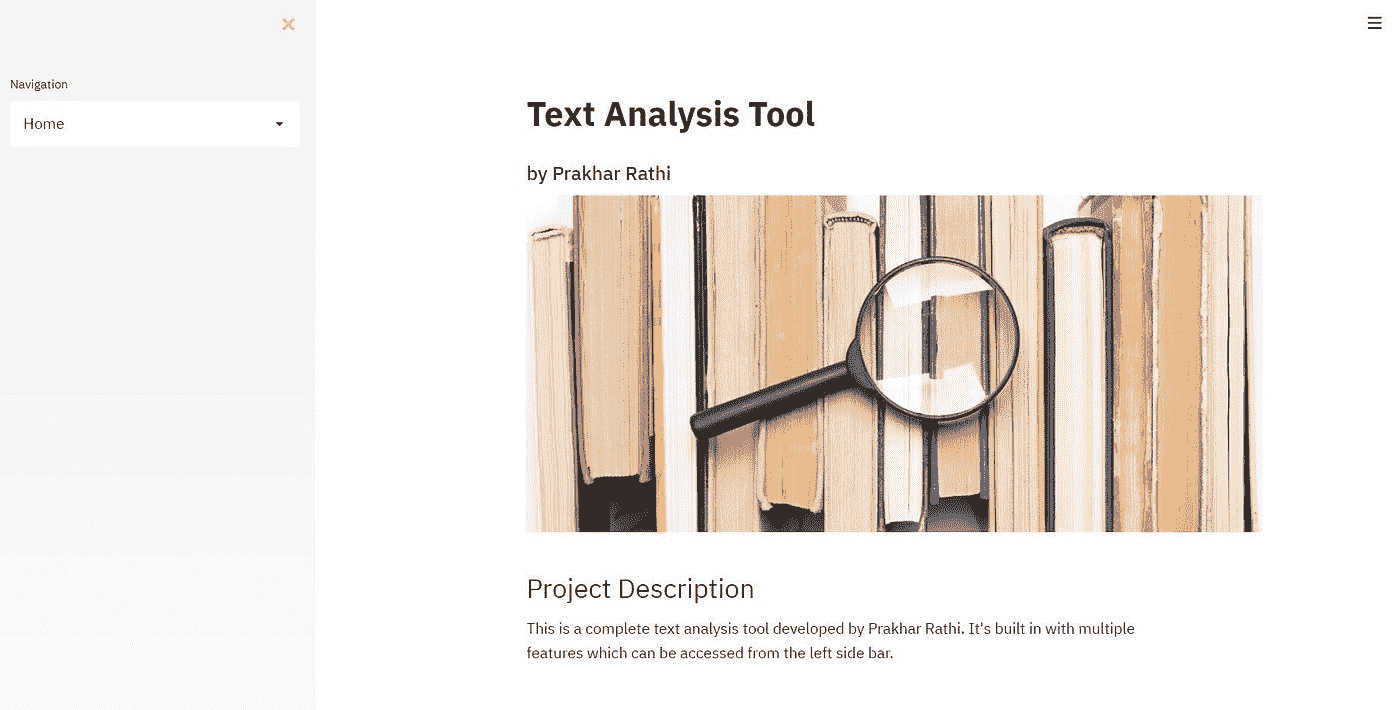 Navigation
Home
Text Analysis Tool
by Prakhar Rathi
Project Description
This is a complete text analysis tool developed by Prakhar Rathi. It's built in with multiple
features which can be accessed from the left side bar.